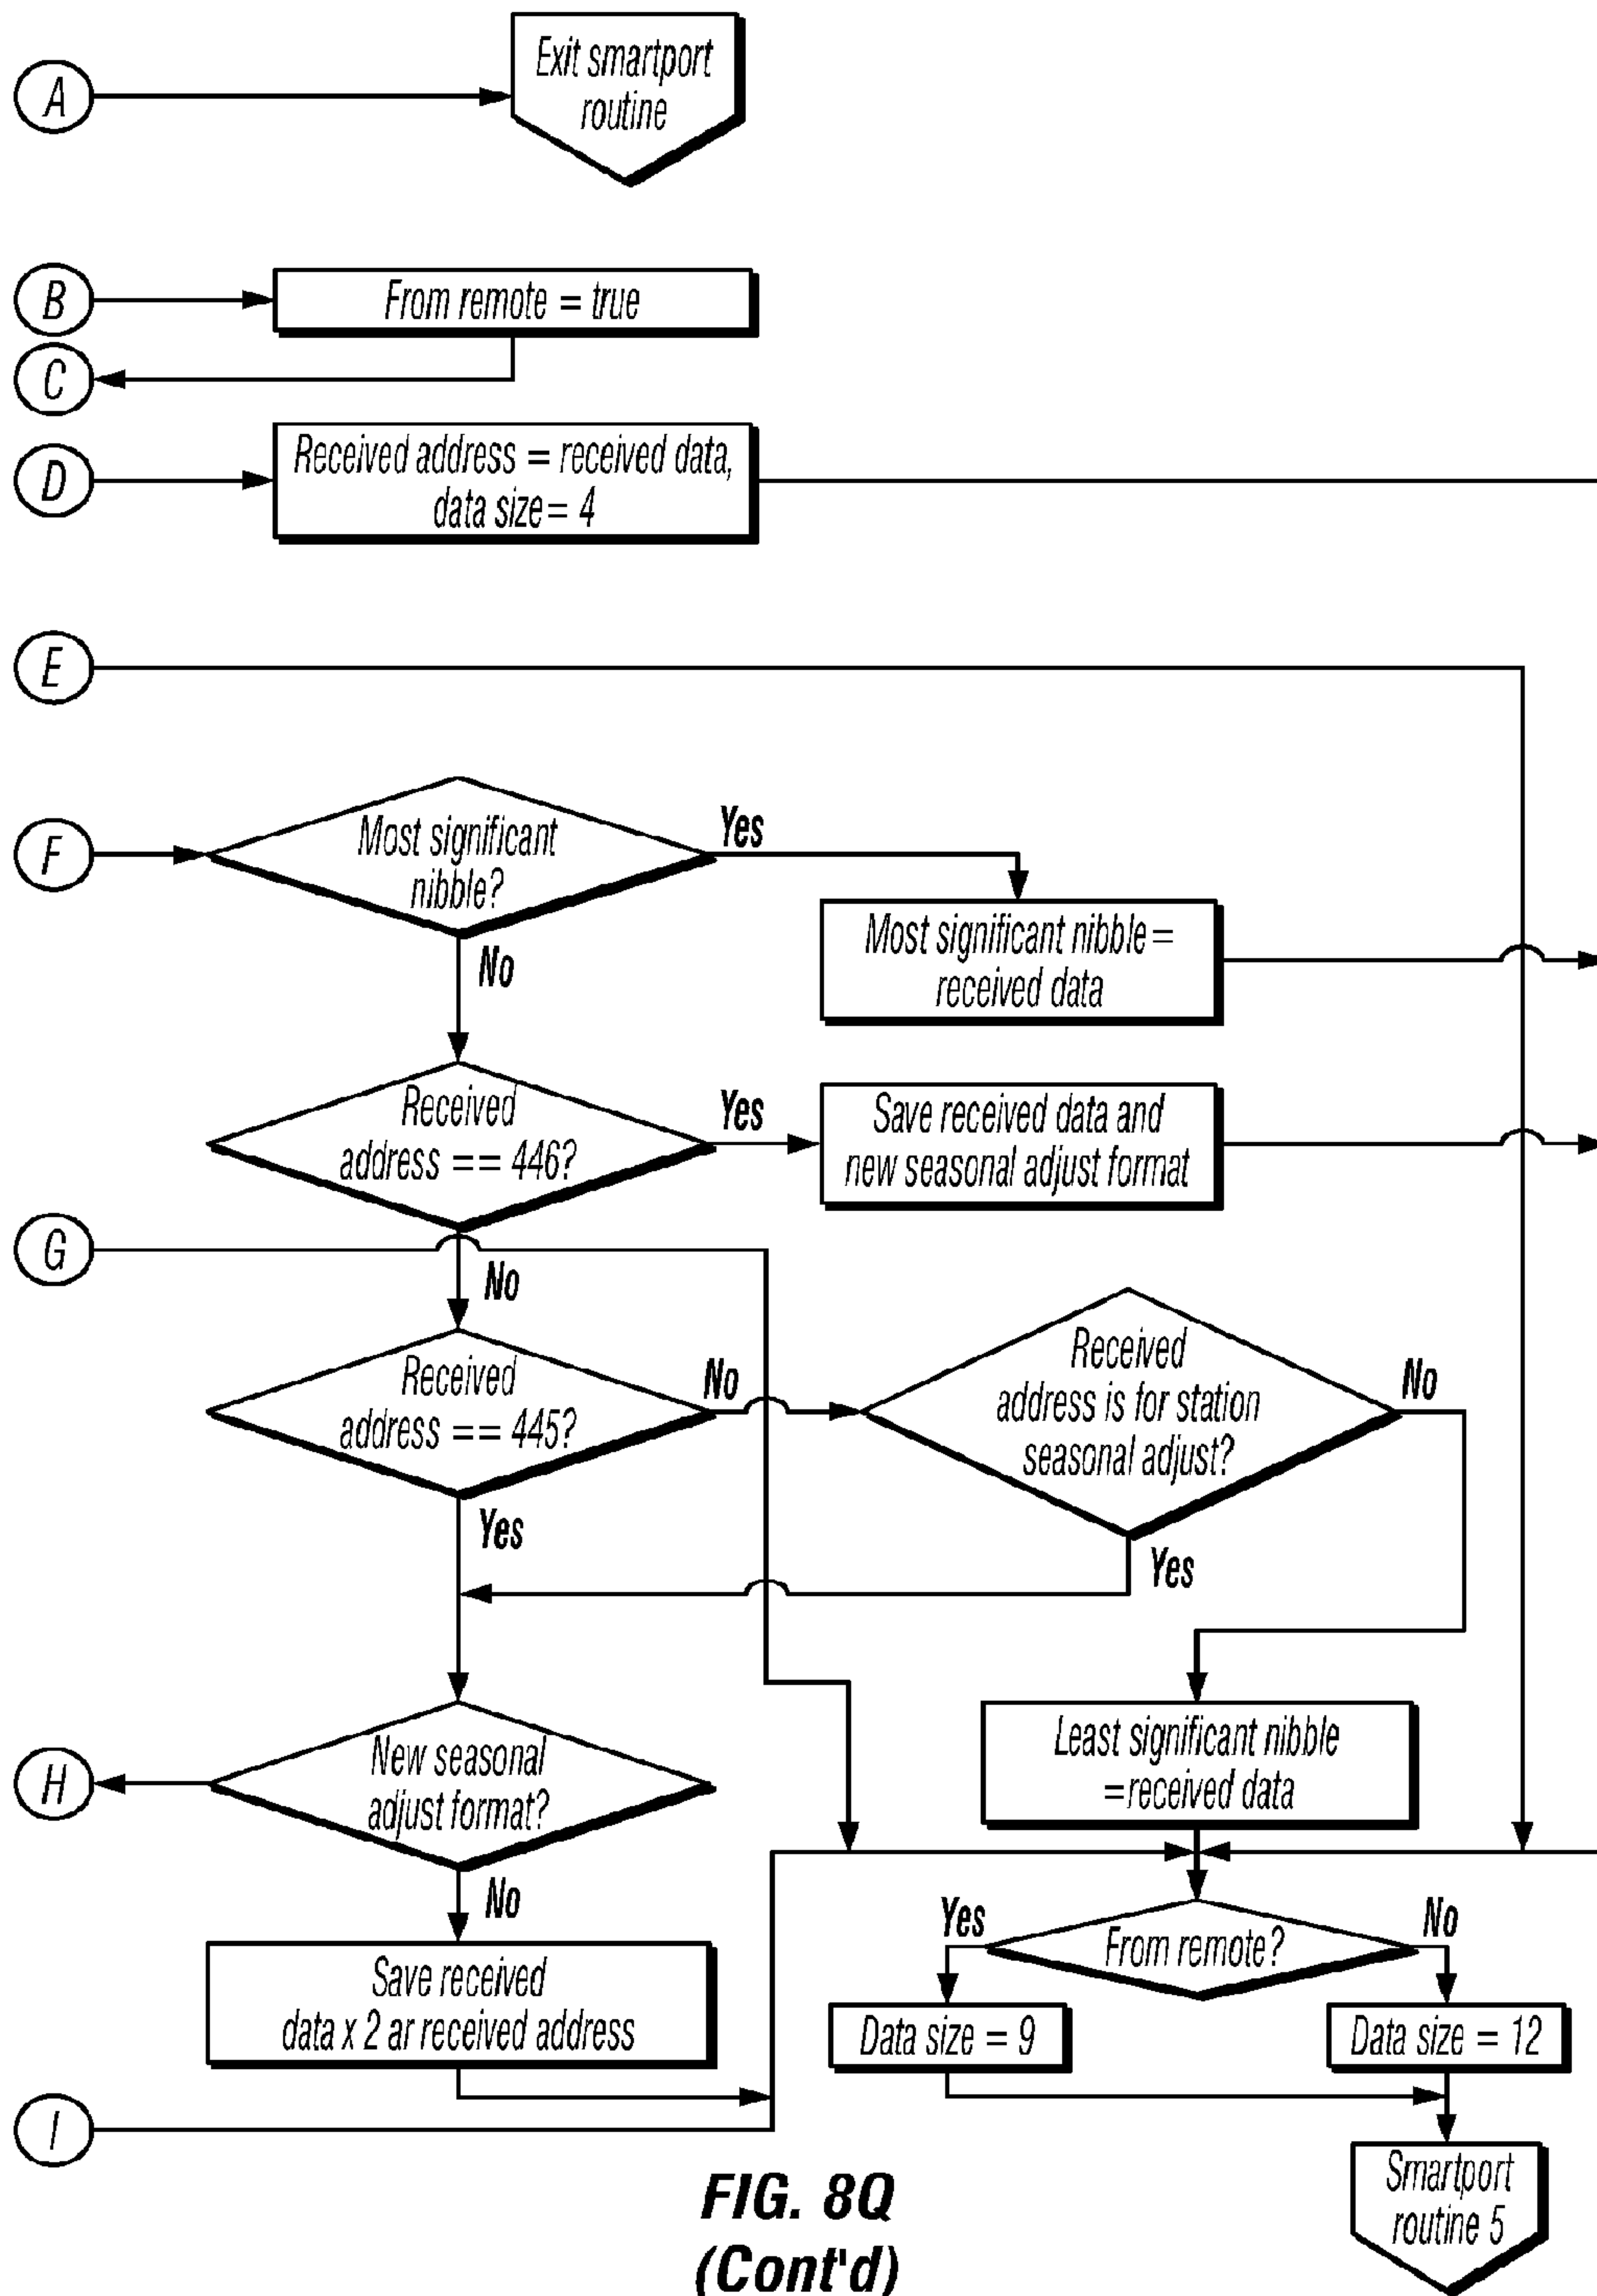 A
Exit smartport
routine
B
From remote = true
C
D
Received address = received data,
data size = 4
E
F
Most significant
nibble?
Yes
Most significant nibble =
received data
No
Received
address == 446?
Yes
Save received data and
new seasonal adjust format
G
No
Received
address == 445?
No
Received
address is for station
seasonal adjust?
No
Yes
Yes
H
New seasonal
adjust format?
Least significant nibble
=received data
No
Save received
data x 2 ar received address
Yes
From remote?
No
Data size = 9
Data size = 12
I
Smartport
routine 5
FIG. 8Q
(Cont'd)